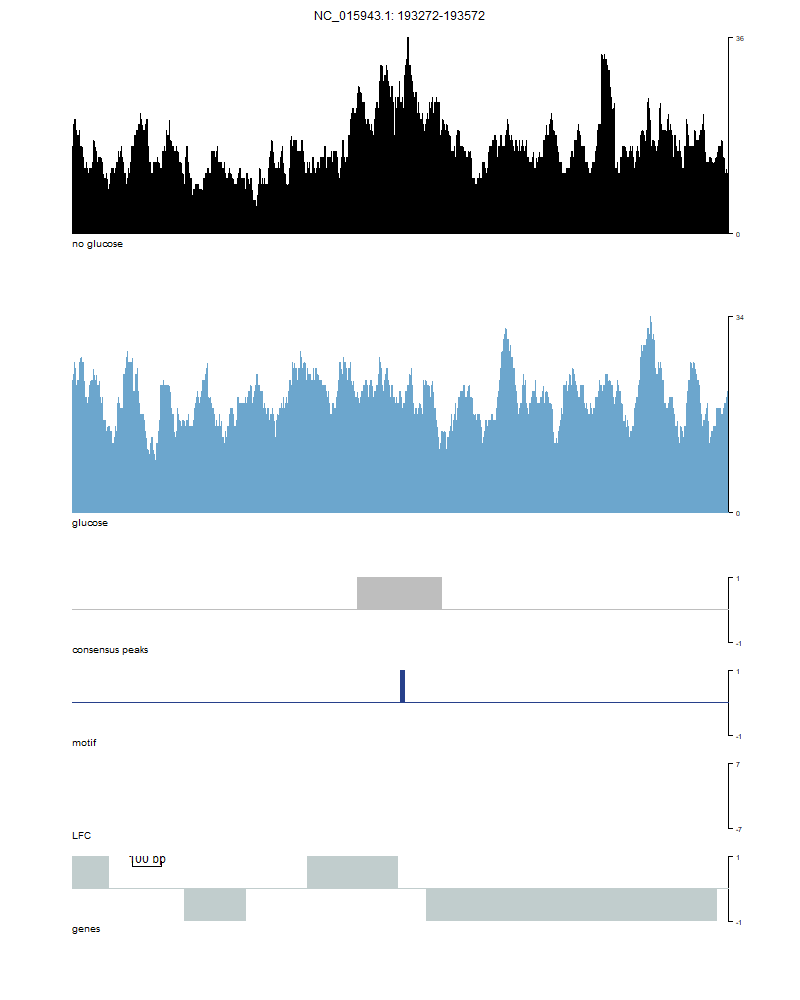 NC_015943.1: 193272-193572
36
0
no glucose
34
0
glucose
1
-1
consensus peaks
1
-1
motif
7
-7
LFC
100 bp
1
-1
genes